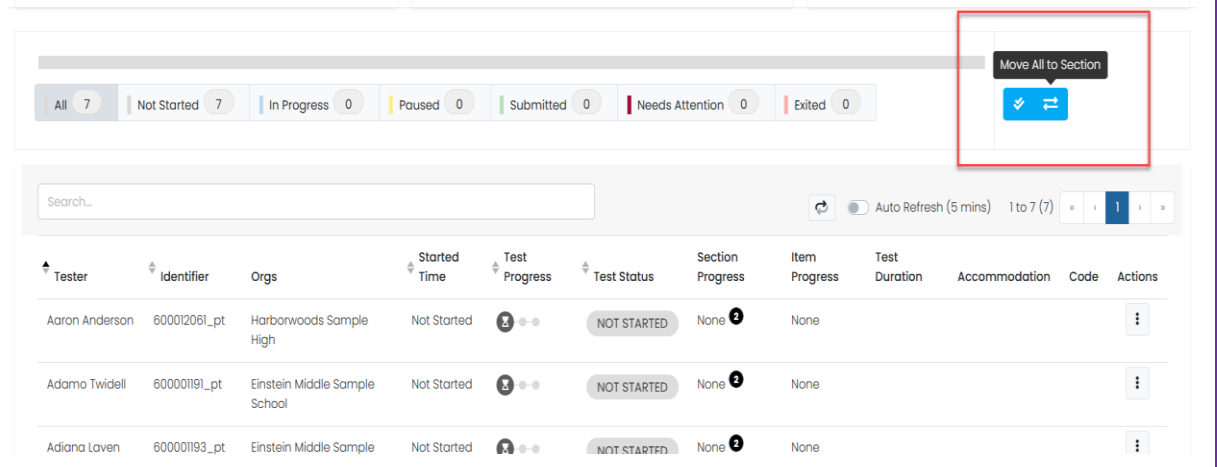 Move All to Section
All 7 Not Started 7 In Progress 0 Paused 0 Submitted 0 Needs Attention 0 Exited 0
Search... Auto Refresh (5 mins) 1 to 7 (7) « ‹ 1 › »
Tester Identifier Orgs Started Time Test Progress Test Status Section Progress Item Progress Test Duration Accommodation Code Actions
Aaron Anderson 600012061_pt Harborwoods Sample Not Started NOT STARTED None 2 None
High
Adamo Twidell 600001191_pt Einstein Middle Sample Not Started NOT STARTED None 2 None
School
Adiana Laven 600001193_pt Einstein Middle Sample Not Started NOT STARTED None 2 None